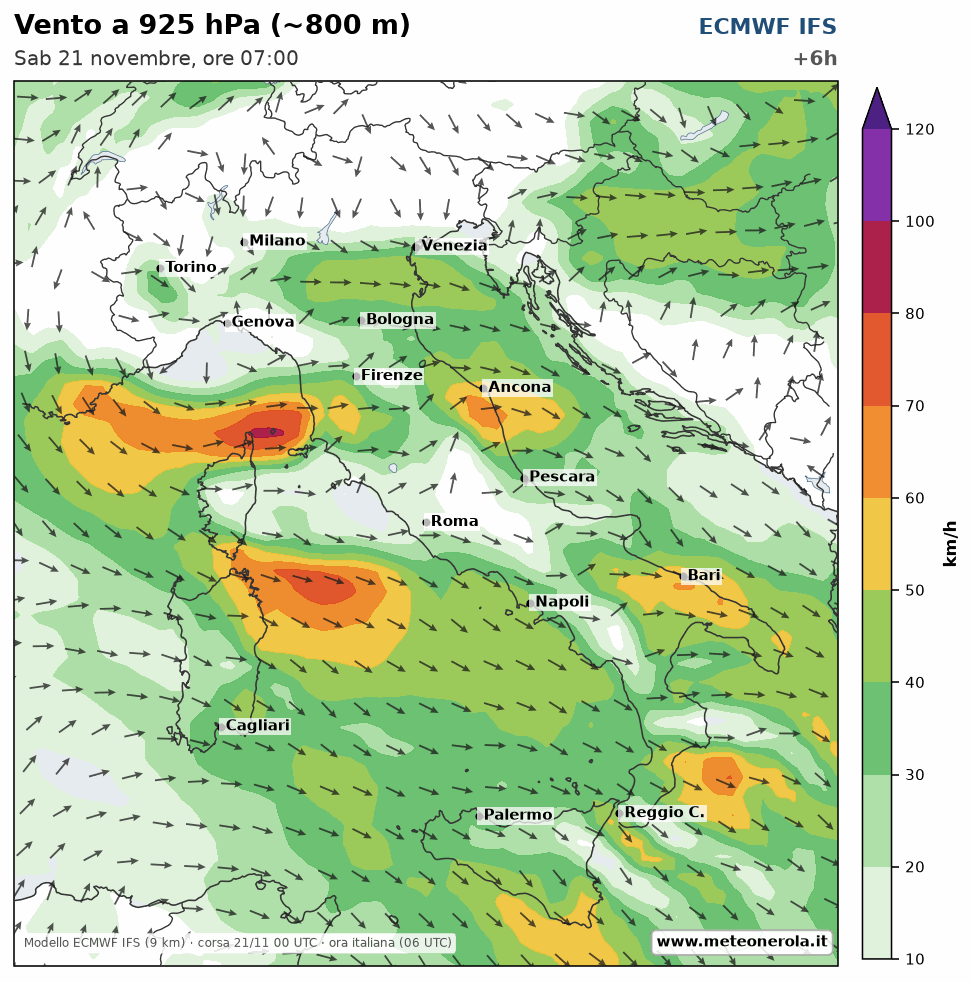 Vento a 925 hPa (~800 m)
ECMWF IFS
Sab 21 novembre, ore 07:00
+6h
Milano
Venezia
Torino
Genova
Bologna
Firenze
Ancona
Pescara
Roma
Bari
Napoli
Cagliari
Palermo
Reggio C.
120
100
80
70
60
50
40
30
20
10
km/h
Modello ECMWF IFS (9 km) · corsa 21/11 00 UTC · ora italiana (06 UTC)
www.meteonerola.it